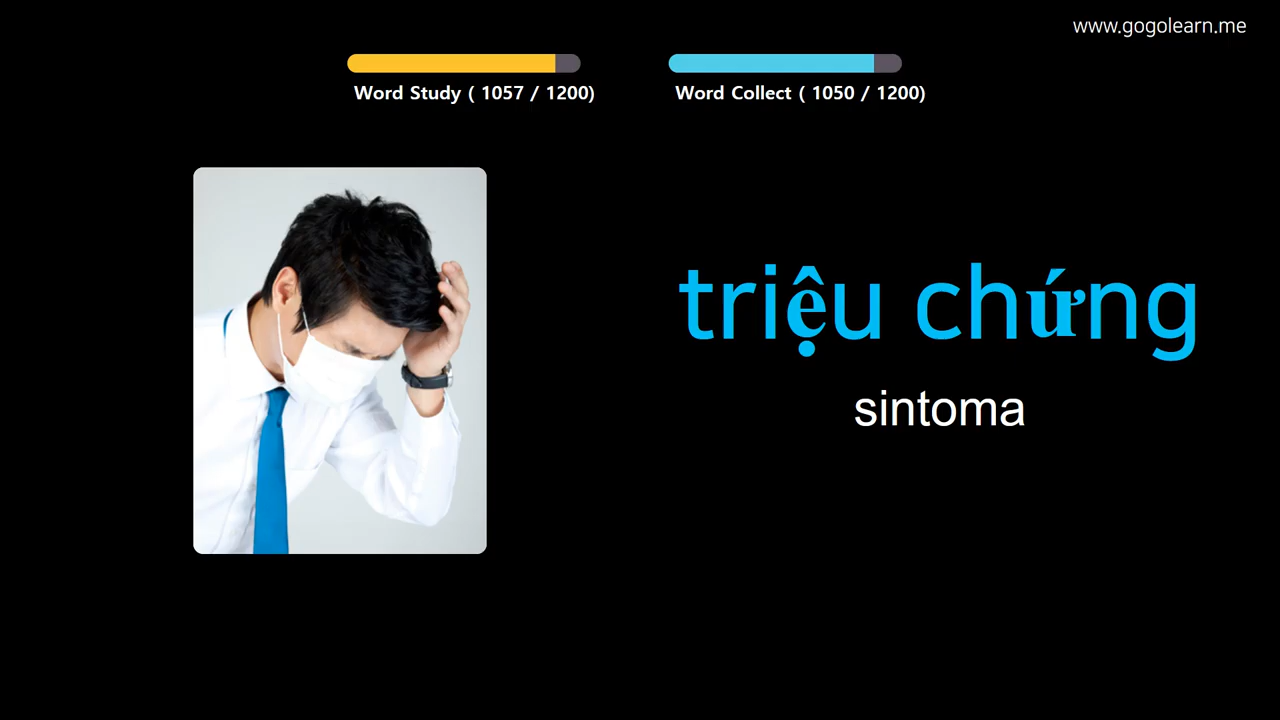 www.gogolearn.me
Word Study ( 1057 / 1200)
Word Collect ( 1050 / 1200)
triệu chứng
sintoma